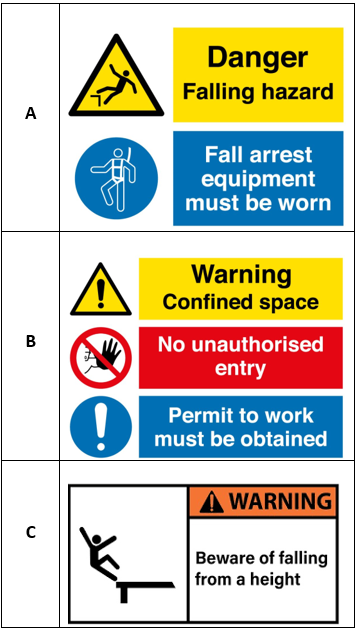 A
Danger
Falling hazard
Fall arrest
equipment
must be worn
B
Warning
Confined space
No unauthorised
entry
Permit to work
must be obtained
C
WARNING
Beware of falling
from a height